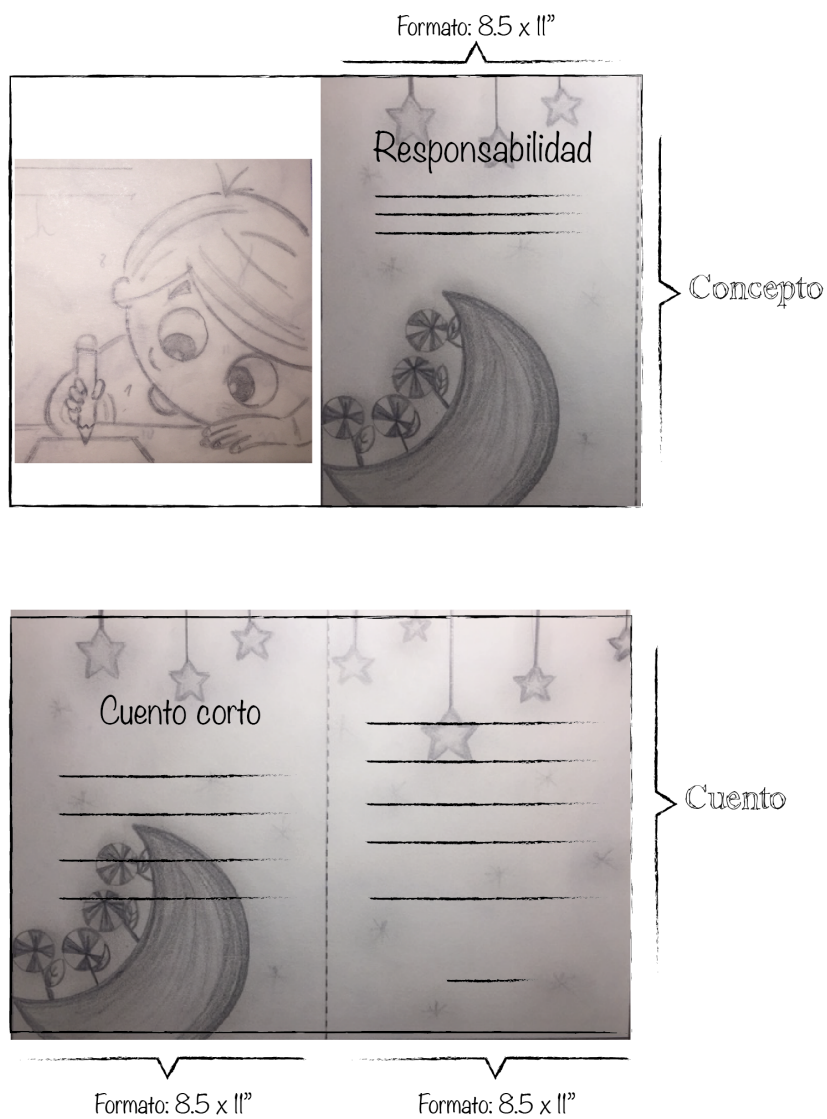 Formato: 8.5 x 11”
Responsabilidad
Concepto
Cuento corto
Cuento
Formato: 8.5 x 11”
Formato: 8.5 x 11”